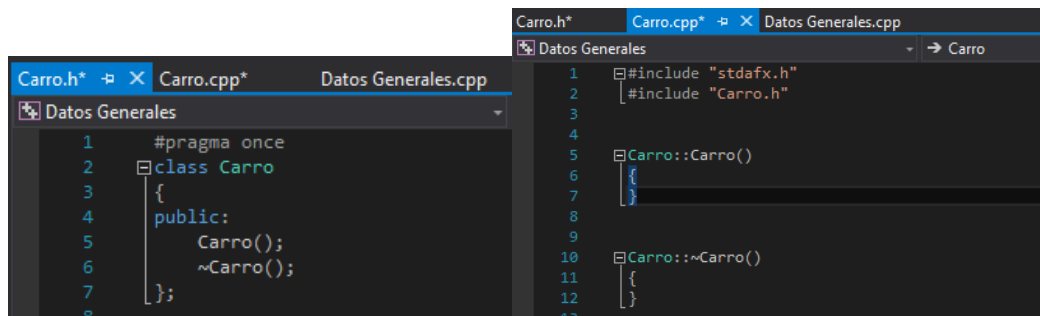 Carro.h* Carro.cpp* Datos Generales.cpp
Datos Generales
1 #pragma once
2 class Carro
3 {
4 public:
5 Carro();
6 ~Carro();
7 };
8
Carro.h* Carro.cpp* Datos Generales.cpp
Datos Generales Carro
1 #include "stdafx.h"
2 #include "Carro.h"
3
4
5 Carro::Carro()
6 {
7 }
8
9
10 Carro::~Carro()
11 {
12 }